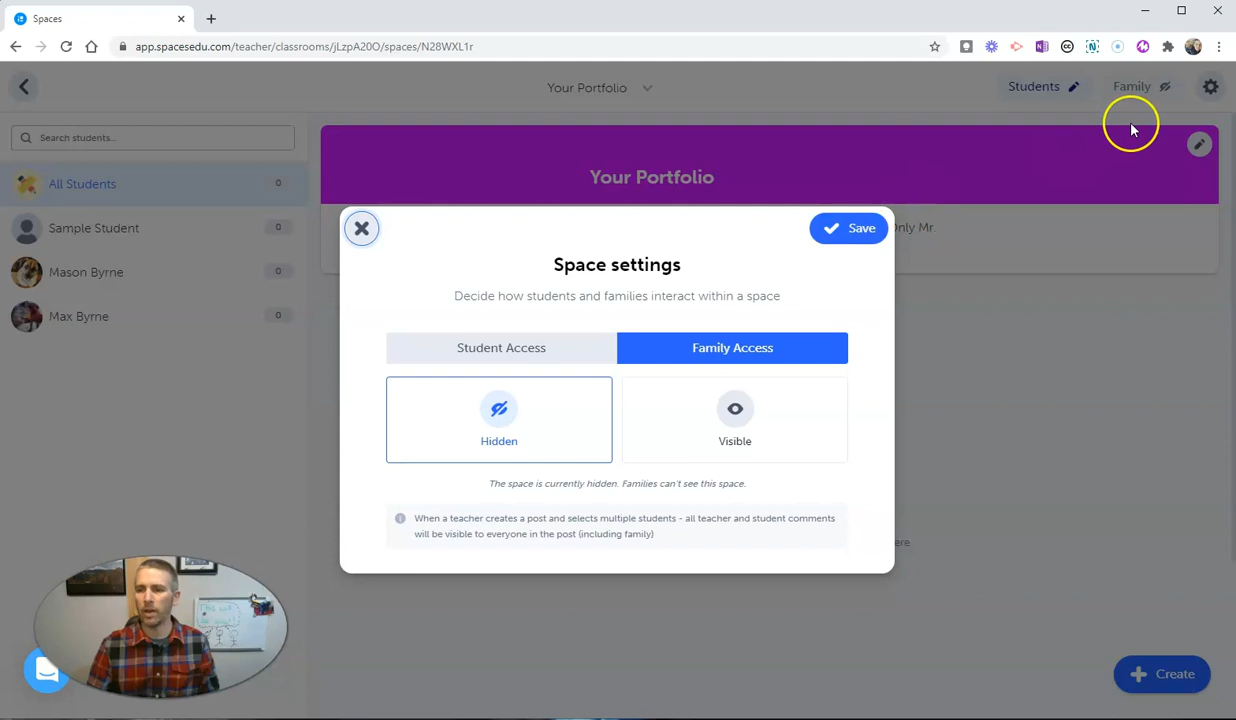 Spaces
app.spacesedu.com/teacher/classrooms/jLzpA20O/spaces/N28WXL1r
Your Portfolio
Students
Family
Search students...
All Students 0
Sample Student 0
Mason Byrne 0
Max Byrne 0
Your Portfolio
Only Mr.
Save
Space settings
Decide how students and families interact within a space
Student Access
Family Access
Hidden
Visible
The space is currently hidden. Families can't see this space.
When a teacher creates a post and selects multiple students - all teacher and student comments
will be visible to everyone in the post (including family)
ere
Create